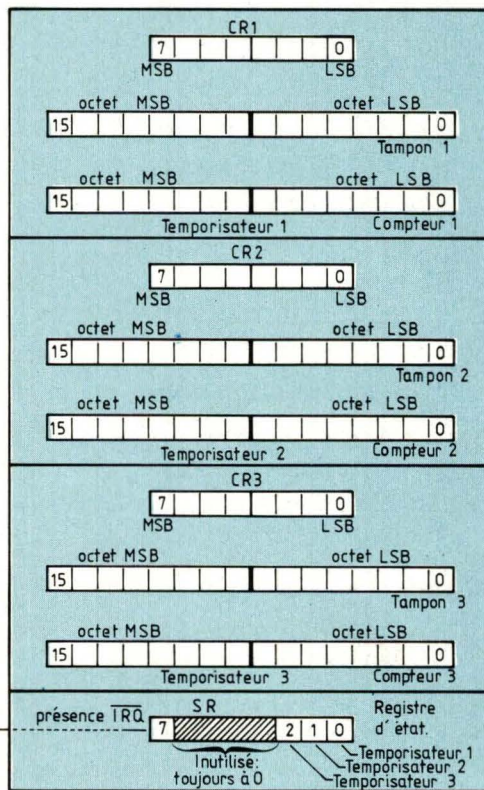 CR1
7 0
MSB LSB
octet MSB octet LSB
15 0
Tampon 1
octet MSB octet LSB
15 0
Temporisateur 1 Compteur 1
CR2
7 0
MSB LSB
octet MSB octet LSB
15 0
Tampon 2
octet MSB octet LSB
15 0
Temporisateur 2 Compteur 2
CR3
7 0
MSB LSB
octet MSB octet LSB
15 0
Tampon 3
octet MSB octet LSB
15 0
Temporisateur 3 Compteur 3
présence IRQ SR Registre
7 2 1 0 d'état.
Inutilisé: Temporisateur 1
toujours à 0 Temporisateur 2
Temporisateur 3